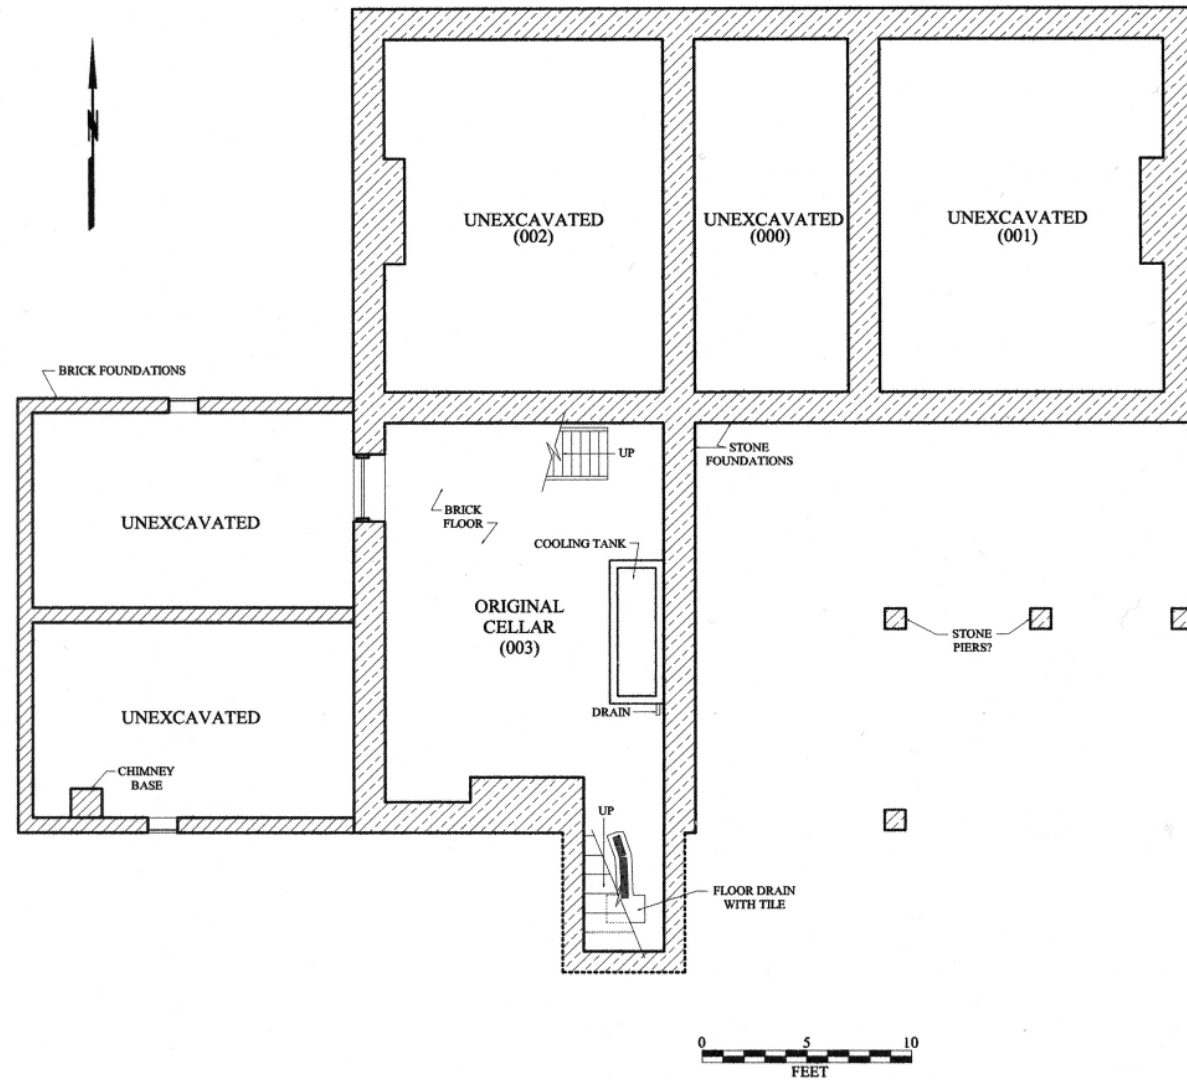 N
UNEXCAVATED
(002)
UNEXCAVATED
(000)
UNEXCAVATED
(001)
BRICK FOUNDATIONS
UP
STONE
FOUNDATIONS
BRICK
FLOOR
UNEXCAVATED
COOLING TANK
ORIGINAL
CELLAR
(003)
STONE
PIERS?
UNEXCAVATED
DRAIN
CHIMNEY
BASE
UP
FLOOR DRAIN
WITH TILE
0 5 10
FEET